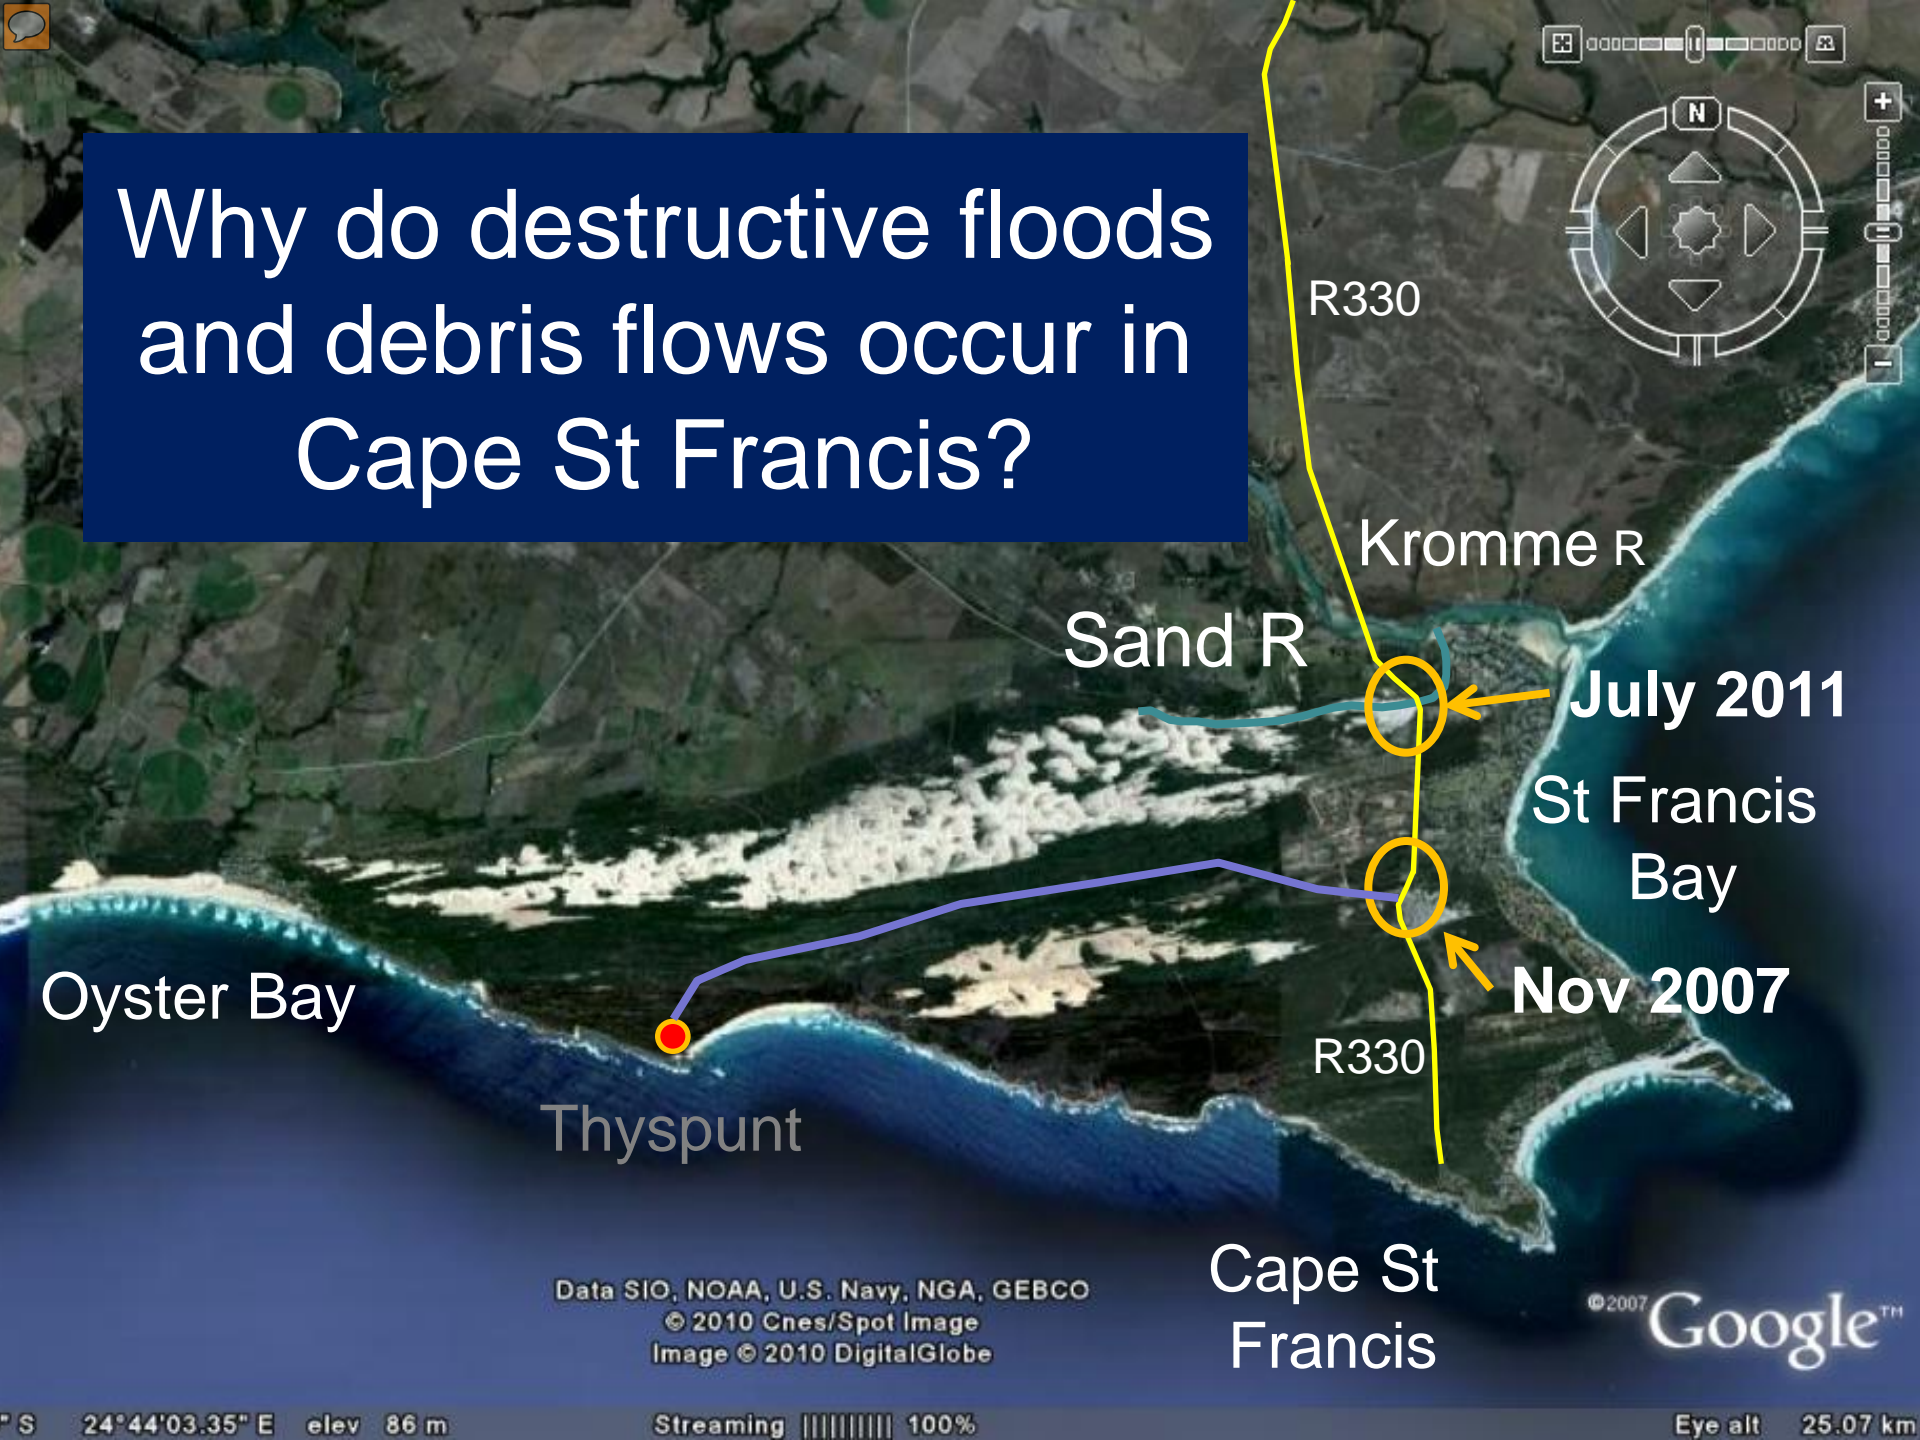 N
Why do destructive floods
and debris flows occur in
Cape St Francis?
R330
Kromme R
Sand R
July 2011
St Francis
Bay
Oyster Bay
Nov 2007
R330
Thyspunt
Cape St
Francis
Data SIO, NOAA, U.S. Navy, NGA, GEBCO
© 2010 Cnes/Spot Image
Image © 2010 DigitalGlobe
©2007 Google™
" S 24°44'03.35" E elev 86 m Streaming |||||||||| 100% Eye alt 25.07 km